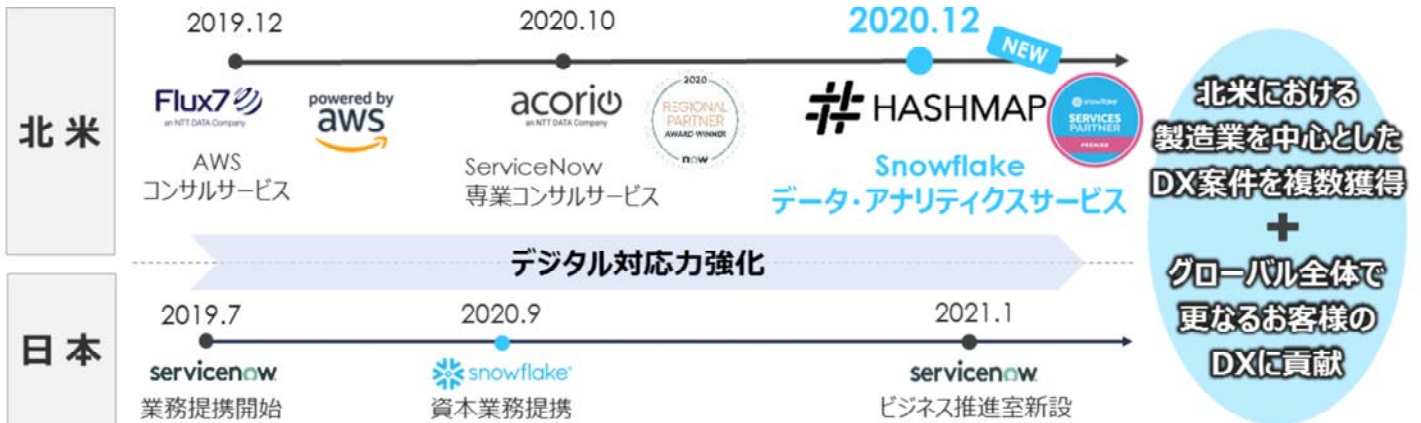 北米
2019.12
2020.10
2020.12
NEW
Flux7
an NTT DATA Company
powered by
aws
AWS
コンサルサービス
acorio
an NTT DATA Company
2020
REGIONAL
PARTNER
AWARD WINNER
now
ServiceNow
専業コンサルサービス
HASHMAP
snowflake
SERVICES
PARTNER
PREMIER
Snowflake
データ・アナリティクスサービス
デジタル対応力強化
日本
2019.7
2020.9
2021.1
servicenow
業務提携開始
snowflake
資本業務提携
servicenow
ビジネス推進室新設
北米における
製造業を中心とした
DX案件を複数獲得
+
グローバル全体で
更なるお客様の
DXに貢献